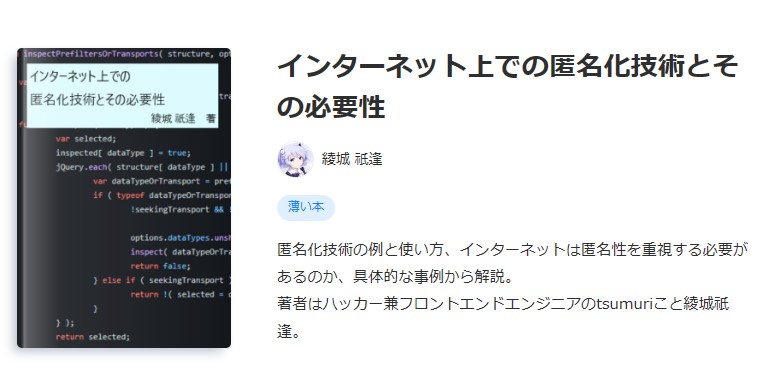 inspectPrefiltersOrTransports( structure, opt
インターネット上での
匿名化技術とその必要性
綾城 祇逢 著
var selected;
inspected[ dataType ] = true;
jQuery.each( structure[ dataType ] ||
var dataTypeOrTransport = pref
if ( typeof dataTypeOrTranspor
!seekingTransport && !
options.dataTypes.unsh
inspect( dataTypeOrTra
return false;
} else if ( seekingTransport )
return !( selected = d
}
} );
return selected;
インターネット上での匿名化技術とそ
の必要性
綾城 祇逢
薄い本
匿名化技術の例と使い方、インターネットは匿名性を重視する必要が
あるのか、具体的な事例から解説。
著者はハッカー兼フロントエンドエンジニアのtsumuriこと綾城祇
逢。